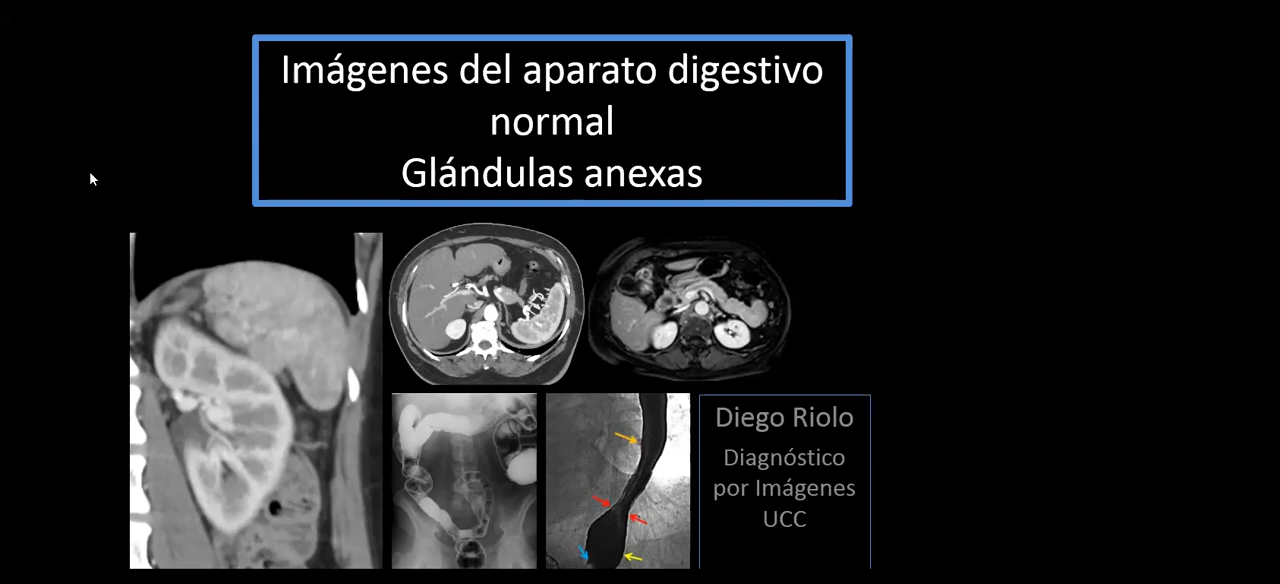 Imágenes del aparato digestivo
normal
Glándulas anexas
Diego Riolo
Diagnóstico
por Imágenes
UCC